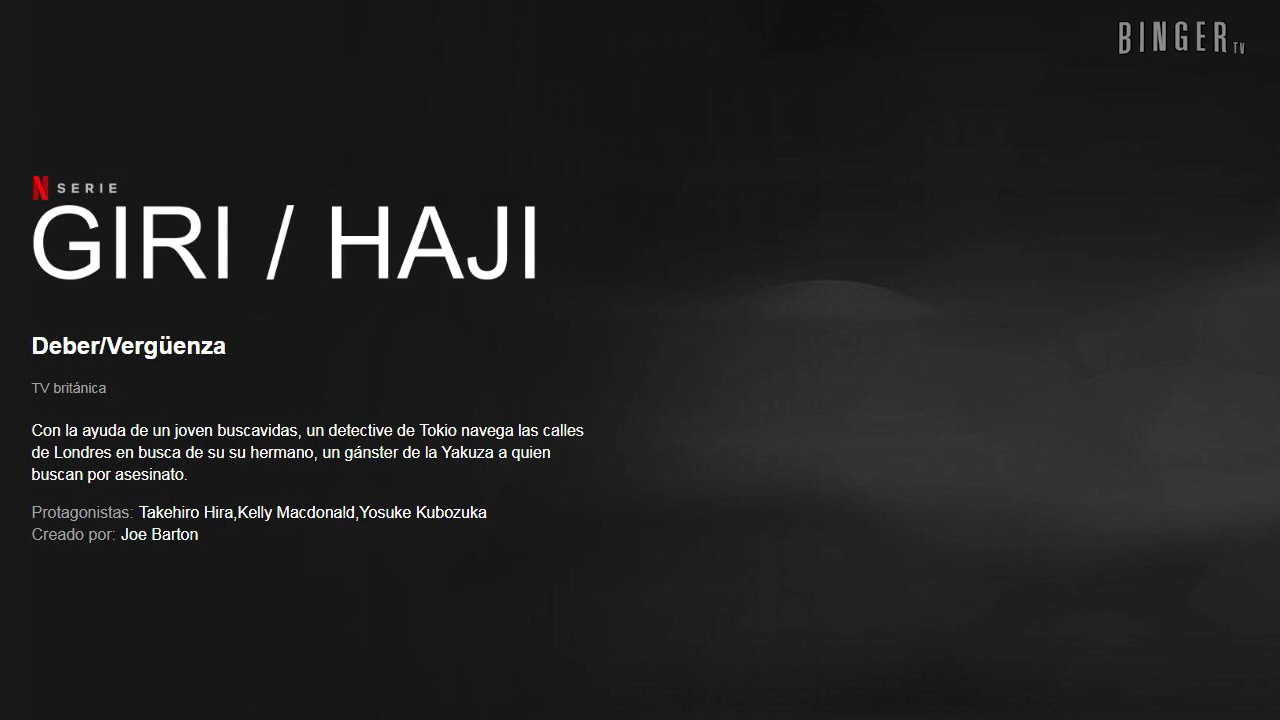 BINGER TV
N SERIE
GIRI / HAJI
Deber/Vergüenza
TV británica
Con la ayuda de un joven buscavidas, un detective de Tokio navega las calles
de Londres en busca de su su hermano, un gánster de la Yakuza a quien
buscan por asesinato.
Protagonistas: Takehiro Hira,Kelly Macdonald,Yosuke Kubozuka
Creado por: Joe Barton